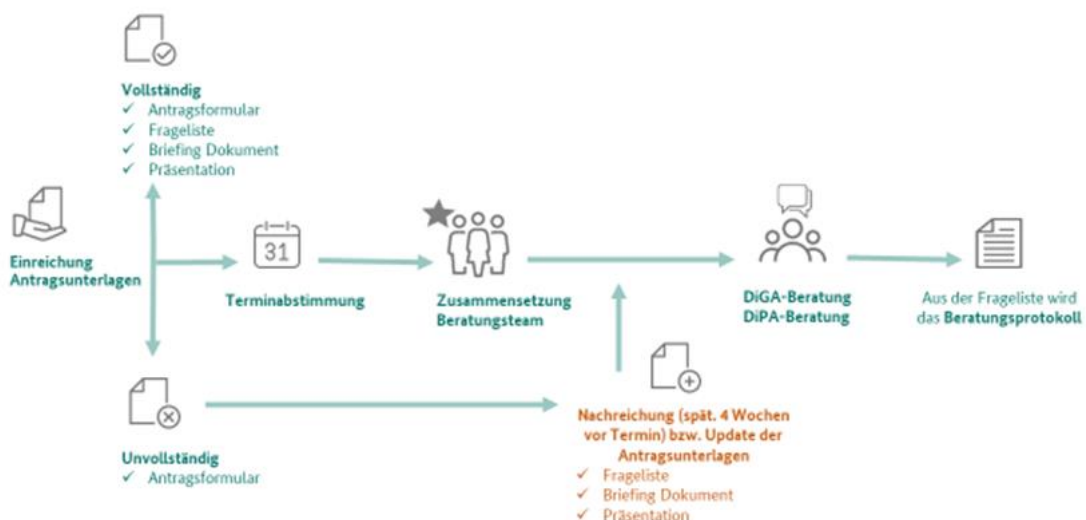 Vollständig
✓ Antragsformular
✓ Frageliste
✓ Briefing Dokument
✓ Präsentation
Einreichung
Antragsunterlagen
31
Terminabstimmung
Zusammensetzung
Beratungsteam
DiGA-Beratung
DiPA-Beratung
Aus der Frageliste wird
das Beratungsprotokoll
Unvollständig
✓ Antragsformular
Nachreichung (spät. 4 Wochen
vor Termin) bzw. Update der
Antragsunterlagen
✓ Frageliste
✓ Briefing Dokument
✓ Präsentation